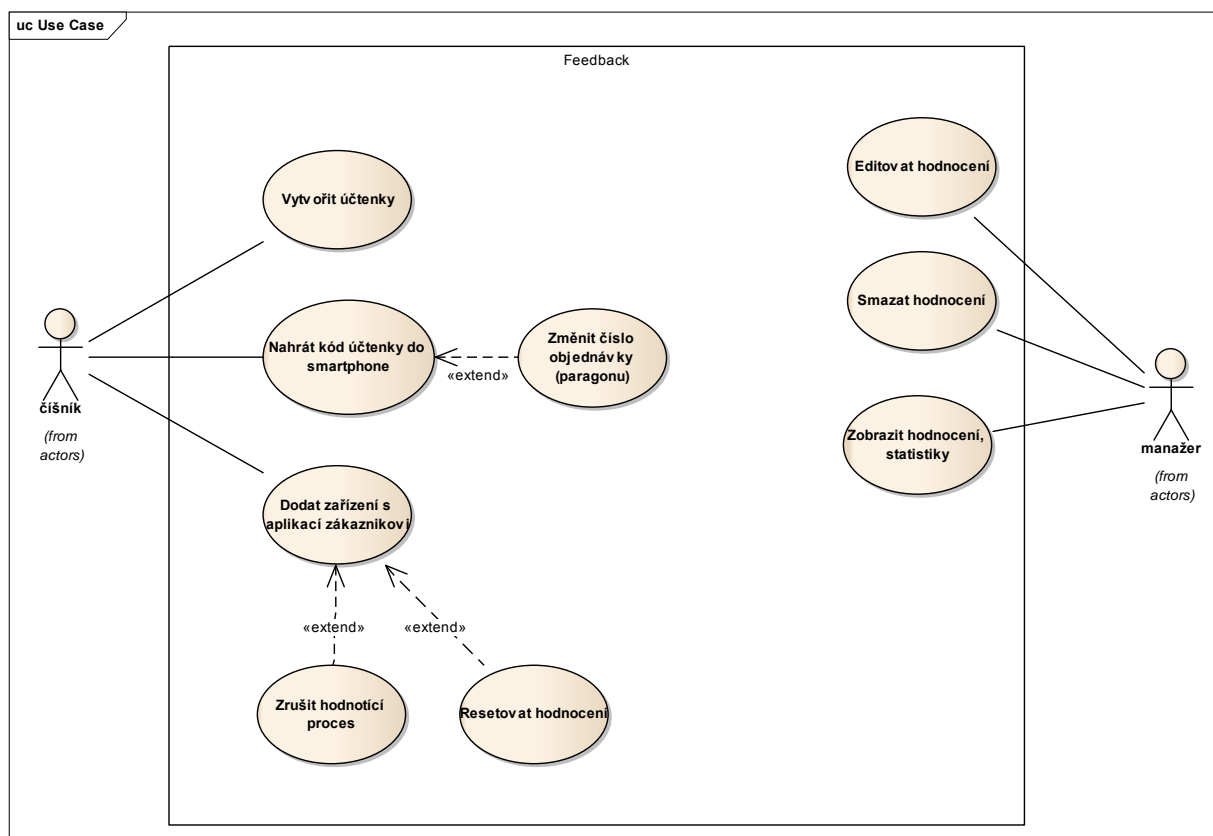 uc Use Case
Feedback
Vytvořit účtenky
Editovat hodnocení
Smazat hodnocení
Nahrát kód účtenky do
smartphone
«extend»
Změnit číslo
objednávky
(paragonu)
číšník
(from
actors)
Zobrazit hodnocení,
statistiky
manažer
(from
actors)
Dodat zařízení s
aplikací zákaznikovi
«extend»
«extend»
Zrušit hodnotící
proces
Resetovat hodnocení